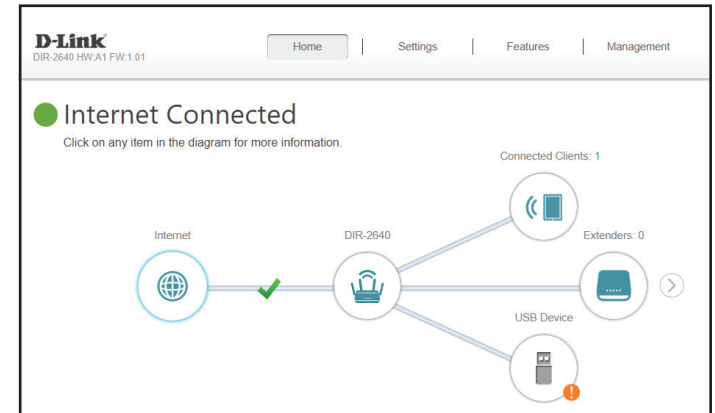 D-Link
DIR-2640 HW:A1 FW:1.01
Home
Settings
Features
Management
Internet Connected
Click on any item in the diagram for more information.
Connected Clients: 1
Internet
DIR-2640
Extenders: 0
USB Device
!